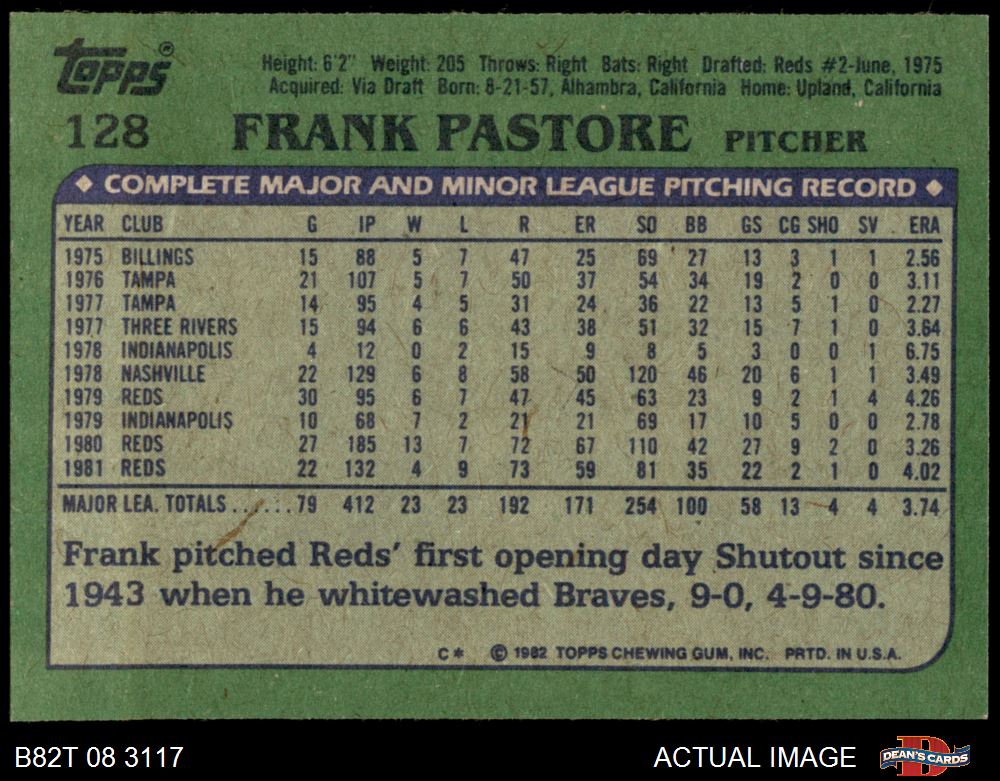 Topps®
Height: 6'2" Weight: 205 Throws: Right Bats: Right Drafted: Reds #2-June, 1975
Acquired: Via Draft Born: 8-21-57, Alhambra, California Home: Upland, California
128 FRANK PASTORE PITCHER
◆ COMPLETE MAJOR AND MINOR LEAGUE PITCHING RECORD ◆
YEAR CLUB G IP W L R ER SO BB GS CG SHO SV ERA
1975 BILLINGS 15 88 5 7 47 25 69 27 13 3 1 1 2.56
1976 TAMPA 21 107 5 7 50 37 54 34 19 2 0 0 3.11
1977 TAMPA 14 95 4 5 31 24 36 22 13 5 1 0 2.27
1977 THREE RIVERS 15 94 6 6 43 38 51 32 15 7 1 0 3.64
1978 INDIANAPOLIS 4 12 0 2 15 9 8 5 3 0 0 1 6.75
1978 NASHVILLE 22 129 6 8 58 50 120 46 20 6 1 1 3.49
1979 REDS 30 95 6 7 47 45 63 23 9 2 1 4 4.26
1979 INDIANAPOLIS 10 68 7 2 21 21 69 17 10 5 0 0 2.78
1980 REDS 27 185 13 7 72 67 110 42 27 9 2 0 3.26
1981 REDS 22 132 4 9 73 59 81 35 22 2 1 0 4.02
MAJOR LEA. TOTALS......79 412 23 23 192 171 254 100 58 13 4 4 3.74
Frank pitched Reds' first opening day Shutout since
1943 when he whitewashed Braves, 9-0, 4-9-80.
C* © 1982 TOPPS CHEWING GUM, INC. PRTD. IN U.S.A.
B82T 08 3117 ACTUAL IMAGE DEAN'S CARDS